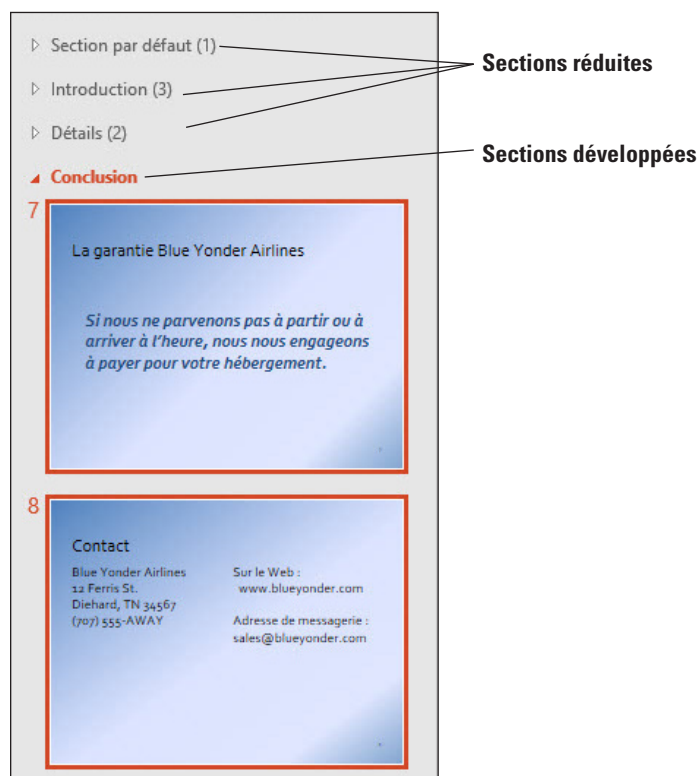 Section par défaut (1)
Introduction (3)
Détails (2)
Conclusion
Sections réduites
Sections développées
7
La garantie Blue Yonder Airlines
Si nous ne parvenons pas à partir ou à
arriver à l'heure, nous nous engageons
à payer pour votre hébergement.
8
Contact
Blue Yonder Airlines
12 Ferris St.
Diehard, TN 34567
(707) 555-AWAY
Sur le Web :
www.blueyonder.com
Adresse de messagerie :
sales@blueyonder.com